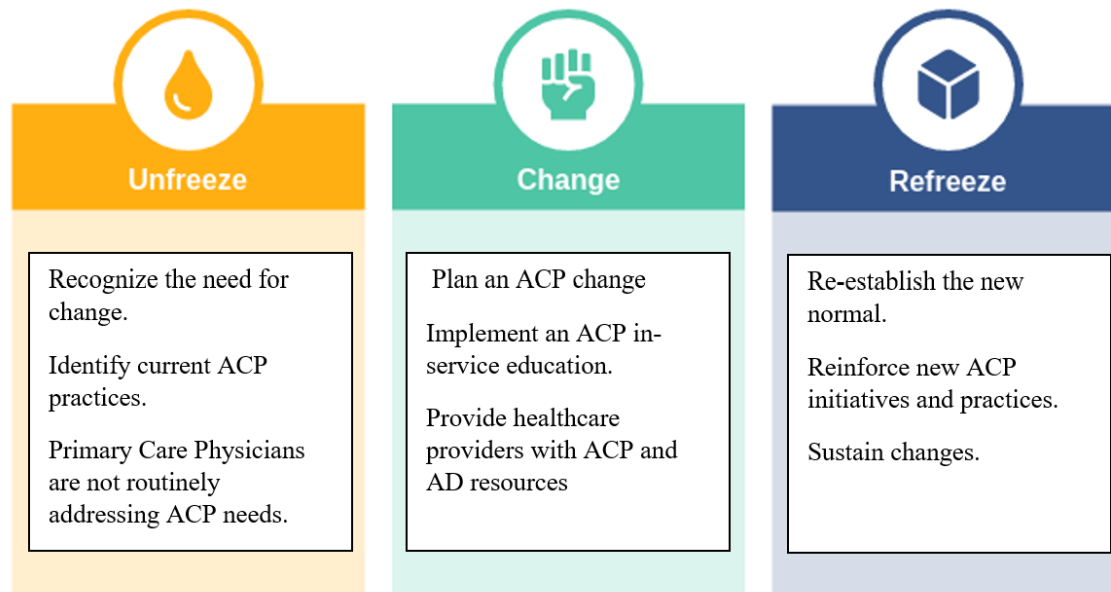 Unfreeze
Recognize the need for
change.
Identify current ACP
practices.
Primary Care Physicians
are not routinely
addressing ACP needs.
Change
Plan an ACP change
Implement an ACP in-
service education.
Provide healthcare
providers with ACP and
AD resources
Refreeze
Re-establish the new
normal.
Reinforce new ACP
initiatives and practices.
Sustain changes.